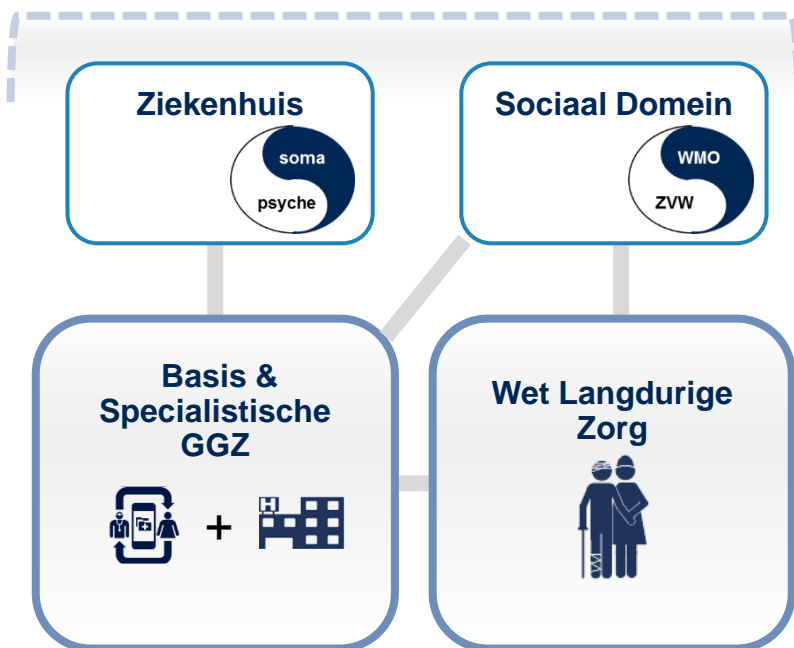 Ziekenhuis
soma
psyche
Sociaal Domein
WMO
ZVW
Basis &
Specialistische
GGZ
+
H
Wet Langdurige
Zorg